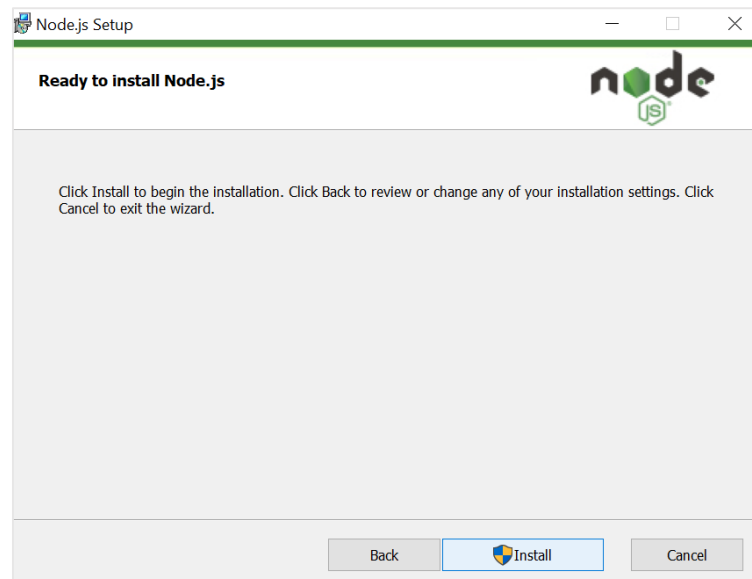 Node.js Setup
Ready to install Node.js
node
JS
Click Install to begin the installation. Click Back to review or change any of your installation settings. Click
Cancel to exit the wizard.
Back Install Cancel